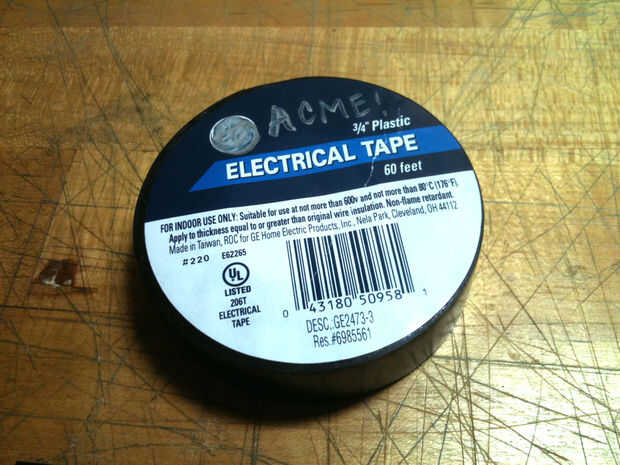 ACME!
3/4" Plastic
ELECTRICAL TAPE
60 feet
FOR INDOOR USE ONLY: Suitable for use at not more than 600v and not more than 80°C (176°F).
Apply to thickness equal to or greater than original wire insulation. Non-flame retardant.
Made in Taiwan, ROC for GE Home Electric Products, Inc., Nela Park, Cleveland, OH 44112
#220 E62265
UL
LISTED
206T
ELECTRICAL
TAPE
0 43180 50958 1
DESC.:GE2473-3
Res.#6985561